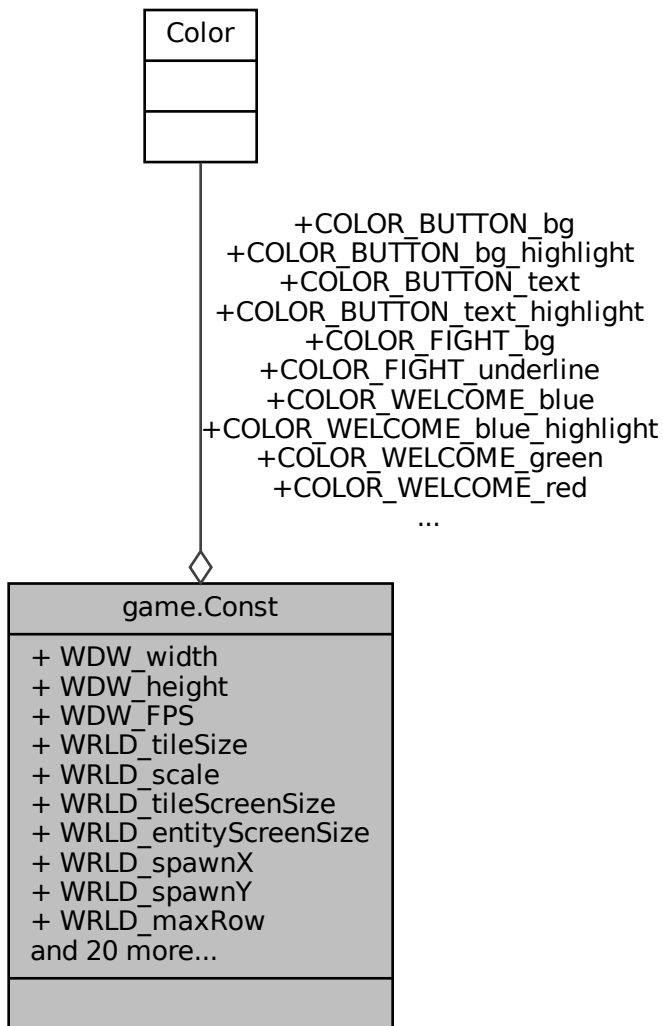 Color
+COLOR_BUTTON_bg
+COLOR_BUTTON_bg_highlight
+COLOR_BUTTON_text
+COLOR_BUTTON_text_highlight
+COLOR_FIGHT_bg
+COLOR_FIGHT_underline
+COLOR_WELCOME_blue
+COLOR_WELCOME_blue_highlight
+COLOR_WELCOME_green
+COLOR_WELCOME_red
...
game.Const
+ WDW_width
+ WDW_height
+ WDW_FPS
+ WRLD_tileSize
+ WRLD_scale
+ WRLD_tileScreenSize
+ WRLD_entityScreenSize
+ WRLD_spawnX
+ WRLD_spawnY
+ WRLD_maxRow
and 20 more...